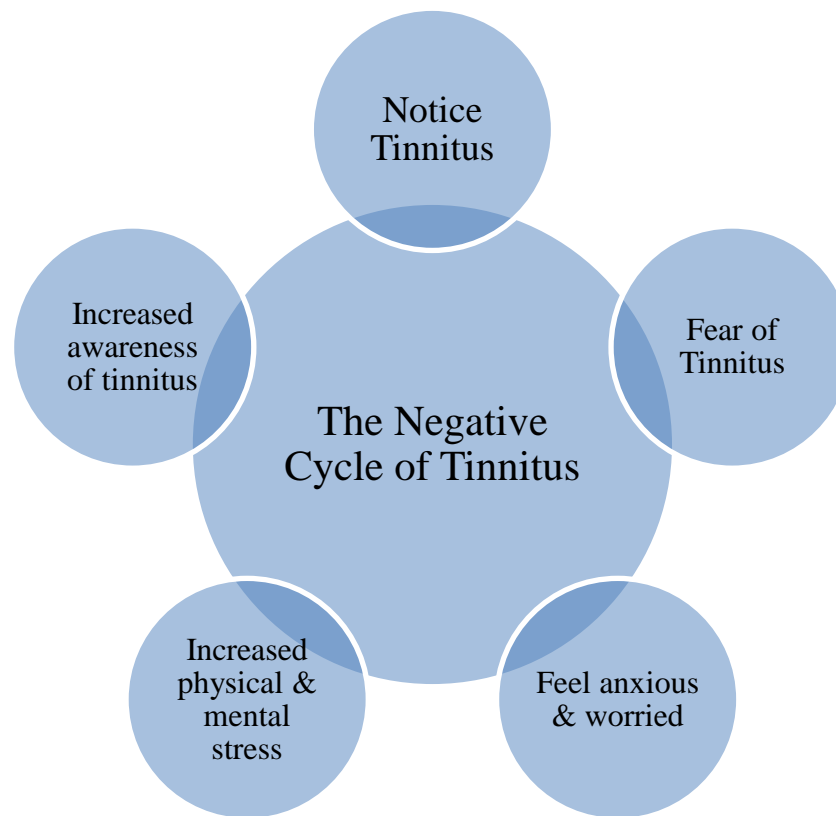 Notice
Tinnitus
Fear of
Tinnitus
Feel anxious
& worried
Increased
physical &
mental
stress
Increased
awareness
of tinnitus
The Negative
Cycle of Tinnitus